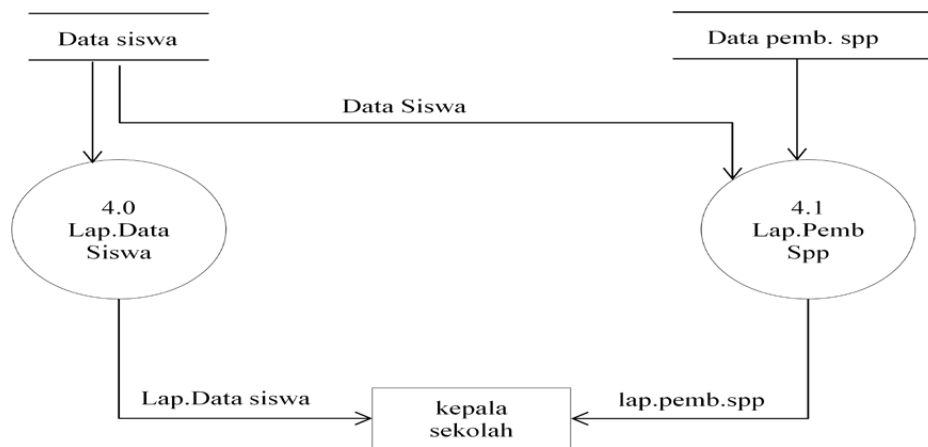 Data siswa
Data pemb. spp
Data Siswa
4.0
Lap.Data
Siswa
4.1
Lap.Pemb
Spp
Lap.Data siswa
kepala
sekolah
lap.pemb.spp